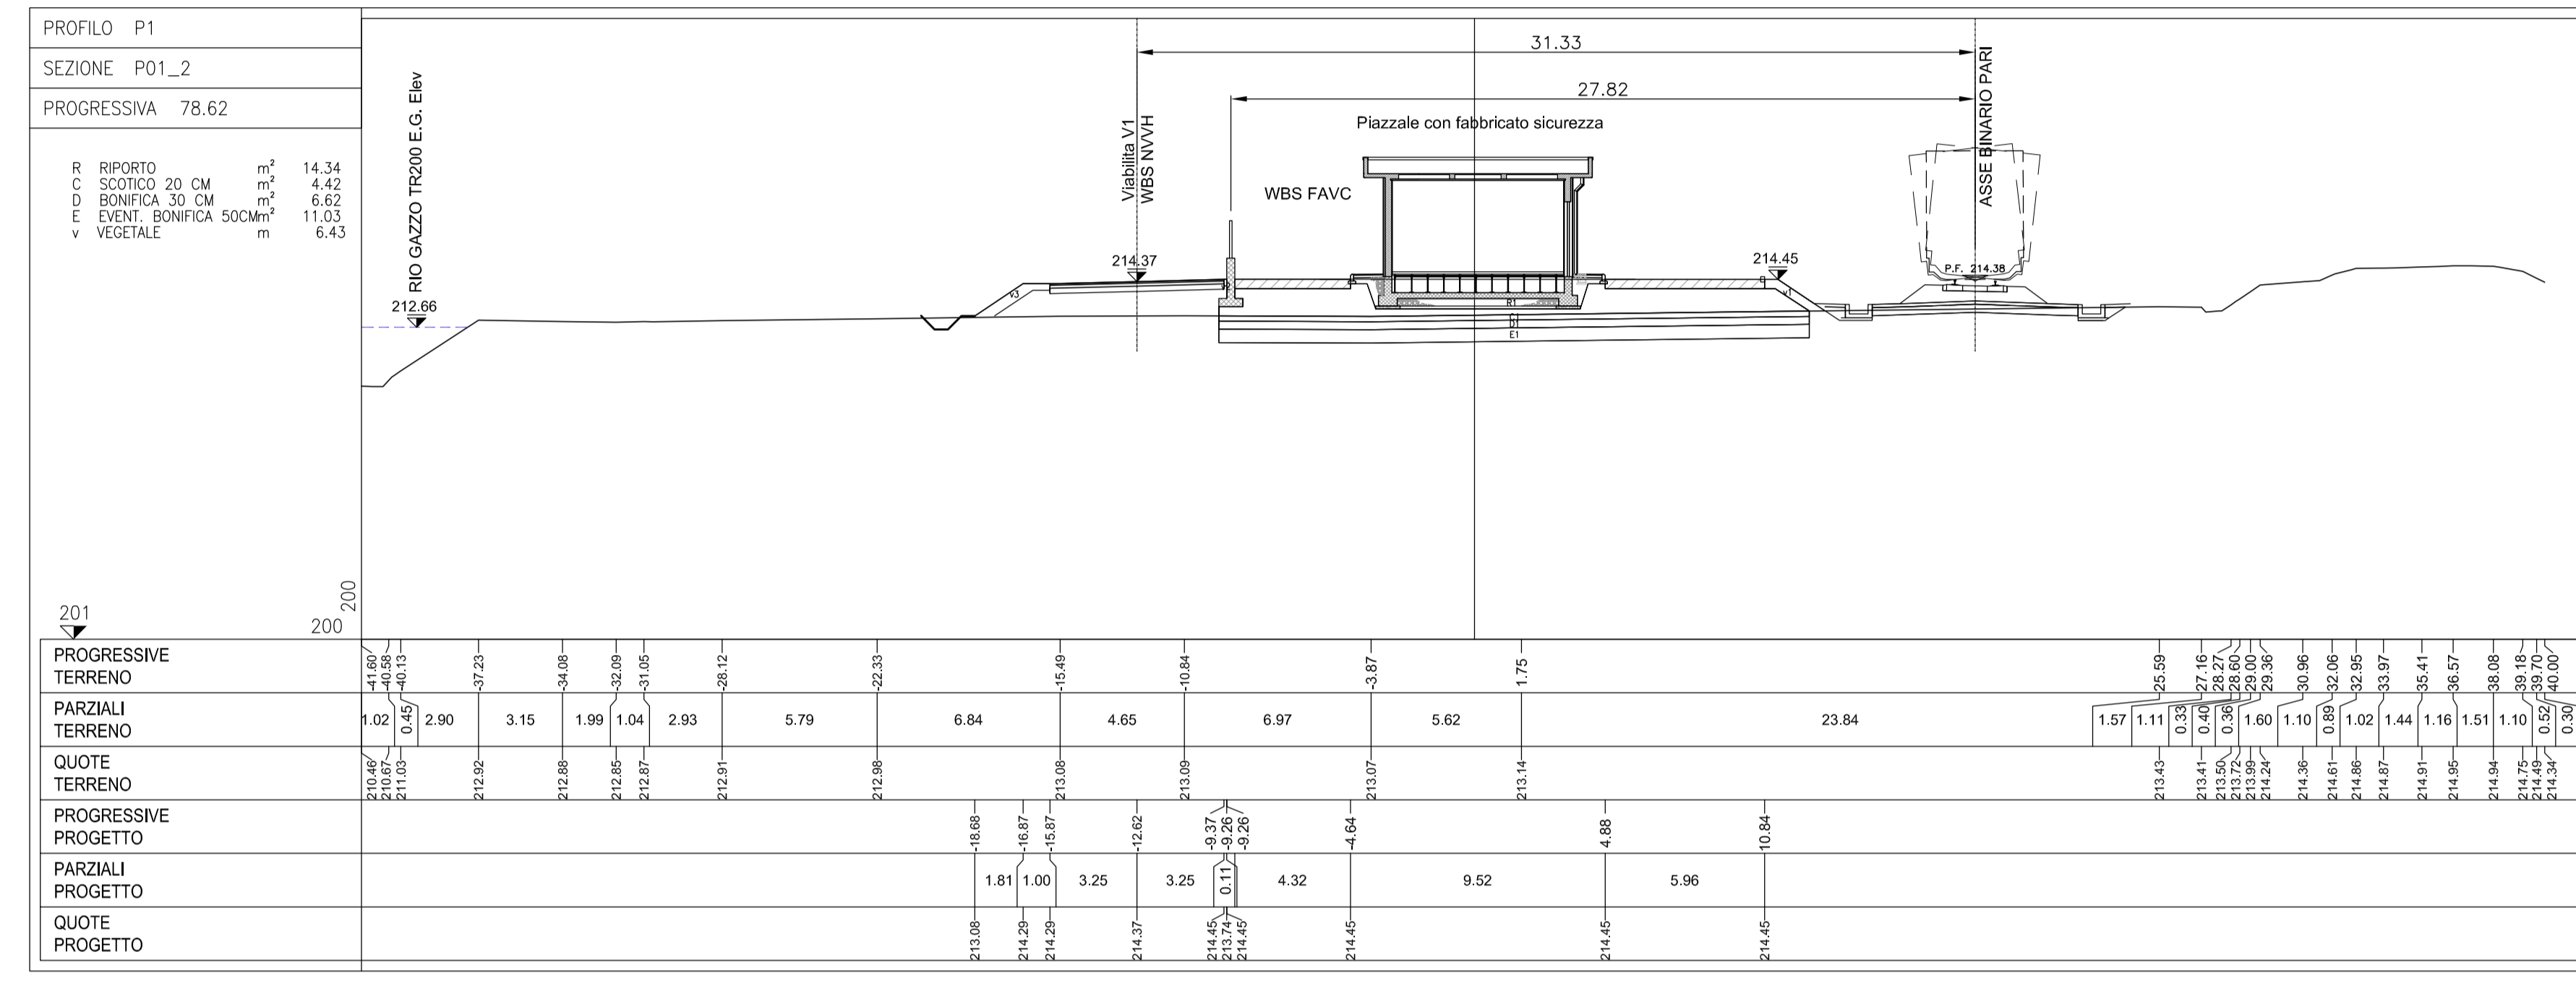 PROFILO P1
SEZIONE P01_2
PROGRESSIVA 78.62
R RIPORTO m² 14.34
C SCOTICO 20 CM m² 4.42
D BONIFICA 30 CM m² 6.62
E EVENT. BONIFICA 50CM m² 11.03
v VEGETALE m 6.43
RIO GAZZO TR200 E.G. Elev
212.66
31.33
27.82
Viabilita V1
WBS NVVH
Piazzale con fabbricato sicurezza
WBS FAVC
ASSE BINARIO PARI
214.37
214.45
P.F. 214.38
v3
R1
v1
D1
E1
201
200
200
PROGRESSIVE
TERRENO
-41.60 -40.58 -40.13 -37.23 -34.08 -32.09 -31.05 -28.12 -22.33 -15.49 -10.84 -3.87 1.75 25.59 27.16 28.27 28.60 29.00 29.36 30.96 32.06 32.95 33.97 35.41 36.57 38.08 39.18 39.70 40.00
PARZIALI
TERRENO
1.02 0.45 2.90 3.15 1.99 1.04 2.93 5.79 6.84 4.65 6.97 5.62 23.84 1.57 1.11 0.33 0.40 0.36 1.60 1.10 0.89 1.02 1.44 1.16 1.51 1.10 0.52 0.30
QUOTE
TERRENO
210.46 210.67 211.03 212.92 212.88 212.85 212.87 212.91 212.98 213.08 213.09 213.07 213.14 213.43 213.41 213.50 213.72 213.99 214.24 214.36 214.61 214.86 214.87 214.91 214.95 214.94 214.75 214.49 214.34
PROGRESSIVE
PROGETTO
-18.68 -16.87 -15.87 -12.62 -9.37 -9.26 -9.26 -4.64 4.88 10.84
PARZIALI
PROGETTO
1.81 1.00 3.25 3.25 0.11 4.32 9.52 5.96
QUOTE
PROGETTO
213.08 214.29 214.29 214.37 214.45 213.74 214.45 214.45 214.45 214.45